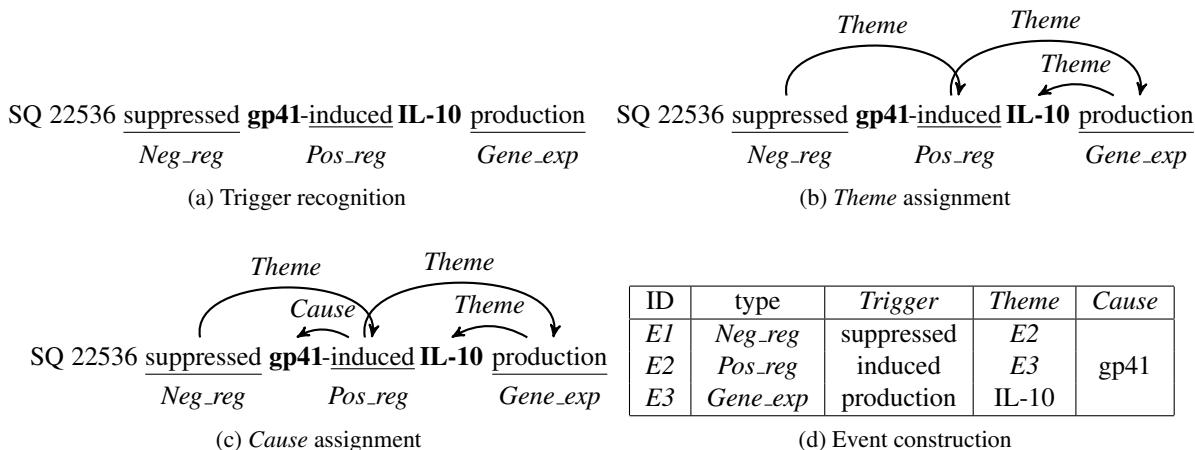 Theme Theme
Theme
SQ 22536 suppressed gp41-induced IL-10 production
Neg_reg Pos_reg Gene_exp
(a) Trigger recognition
SQ 22536 suppressed gp41-induced IL-10 production
Neg_reg Pos_reg Gene_exp
(b) Theme assignment
Theme Theme
Cause Theme
SQ 22536 suppressed gp41-induced IL-10 production
Neg_reg Pos_reg Gene_exp
(c) Cause assignment
ID type Trigger Theme Cause
E1 Neg_reg suppressed E2
E2 Pos_reg induced E3 gp41
E3 Gene_exp production IL-10
(d) Event construction